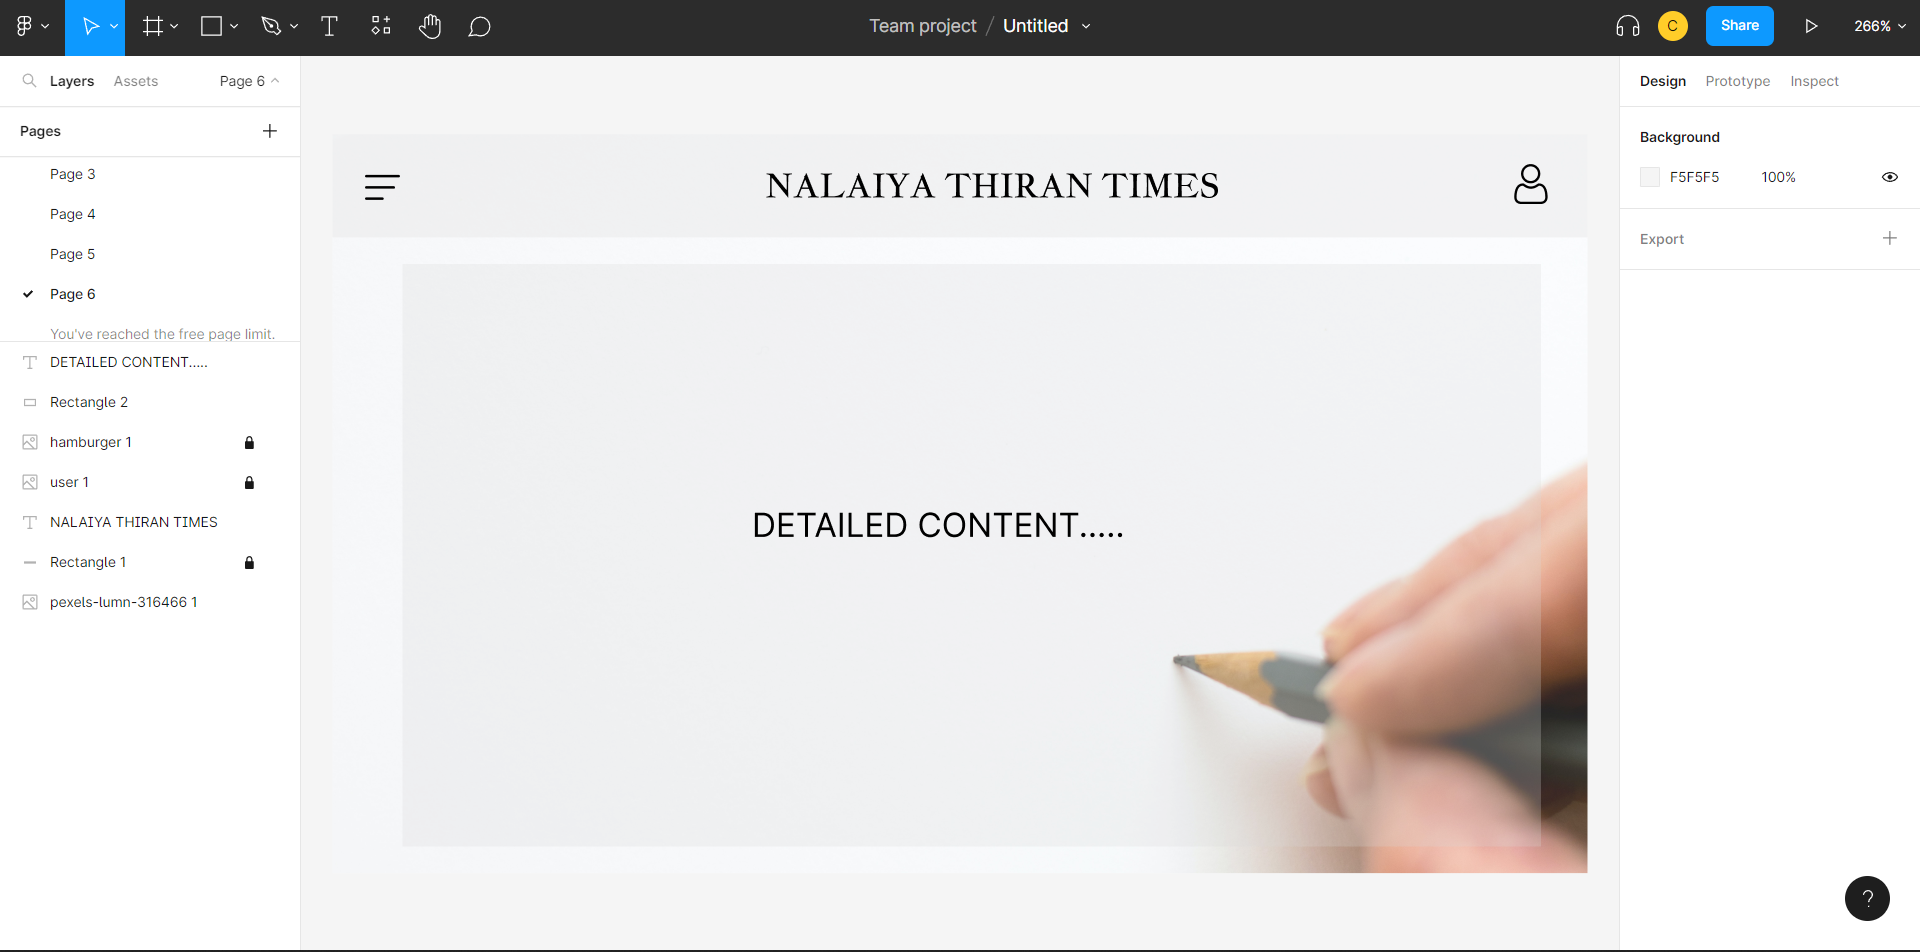 Team project / Untitled
C
Share
266%
Layers Assets Page 6
Pages
Page 3
Page 4
Page 5
Page 6
You've reached the free page limit.
DETAILED CONTENT.....
Rectangle 2
hamburger 1
user 1
NALAIYA THIRAN TIMES
Rectangle 1
pexels-lumn-316466 1
NALAIYA THIRAN TIMES
DETAILED CONTENT.....
Design Prototype Inspect
Background
F5F5F5 100%
Export
?